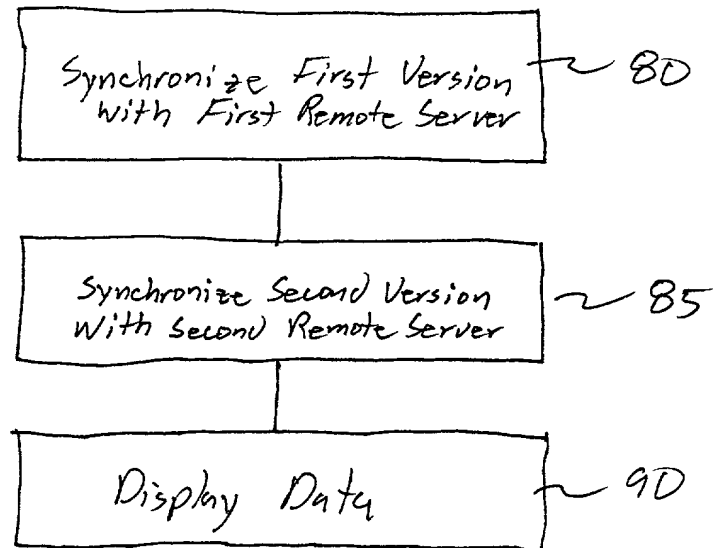 Synchronize First Version
with First Remote Server
80
Synchronize Second Version
With Second Remote Server
85
Display Data
90